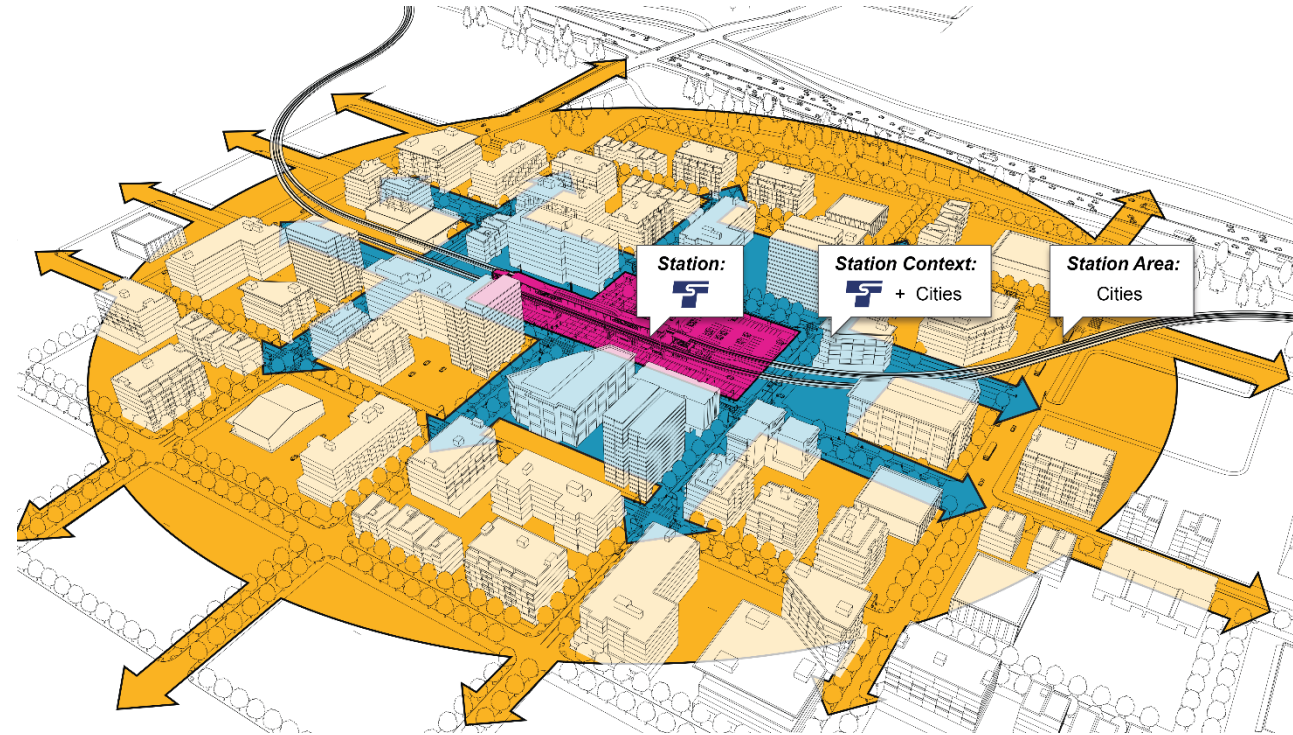 Station:
T
Station Context:
T + Cities
Station Area:
Cities